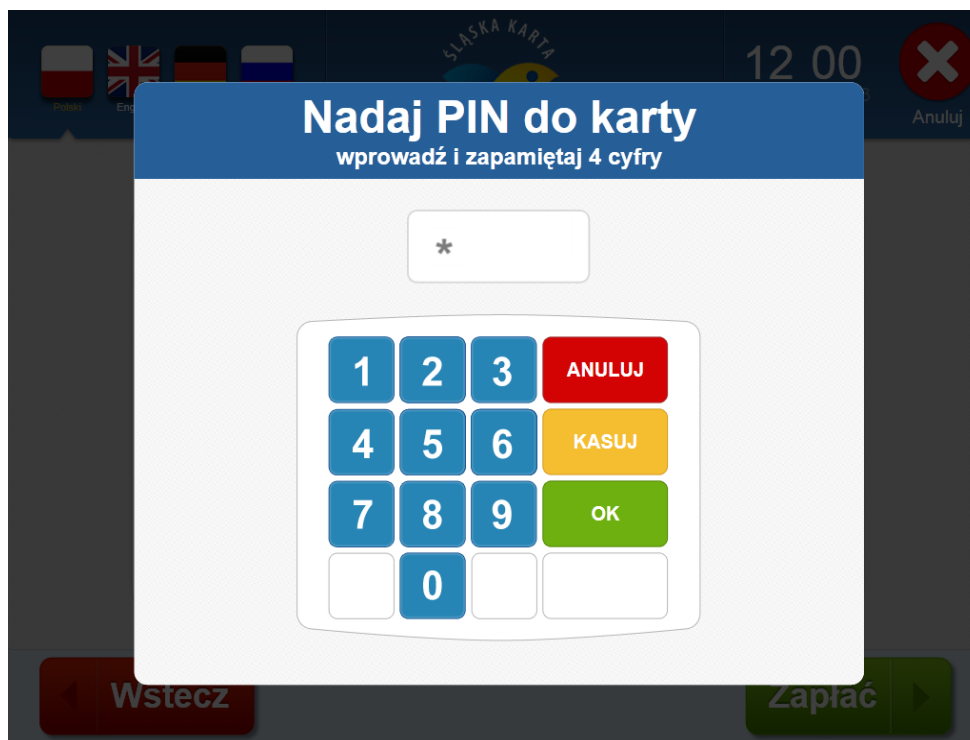 ŚLĄSKA KARTA
12 00
Polski
Anuluj
Nadaj PIN do karty
wprowadź i zapamiętaj 4 cyfry
*
1 2 3 ANULUJ
4 5 6 KASUJ
7 8 9 OK
0
Wstecz
Zapłać